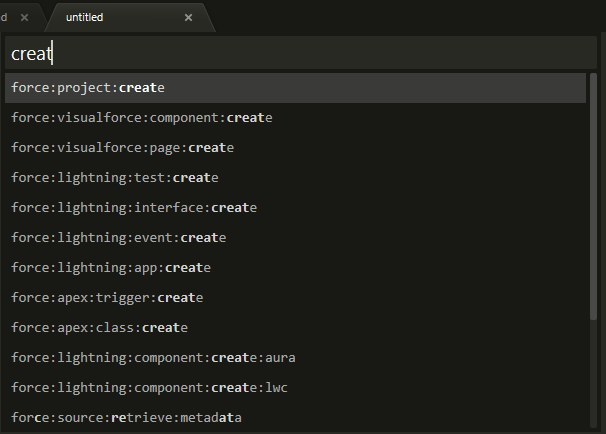 d ×
untitled ×
creat
force:project:create
force:visualforce:component:create
force:visualforce:page:create
force:lightning:test:create
force:lightning:interface:create
force:lightning:event:create
force:lightning:app:create
force:apex:trigger:create
force:apex:class:create
force:lightning:component:create:aura
force:lightning:component:create:lwc
force:source:retrieve:metadata